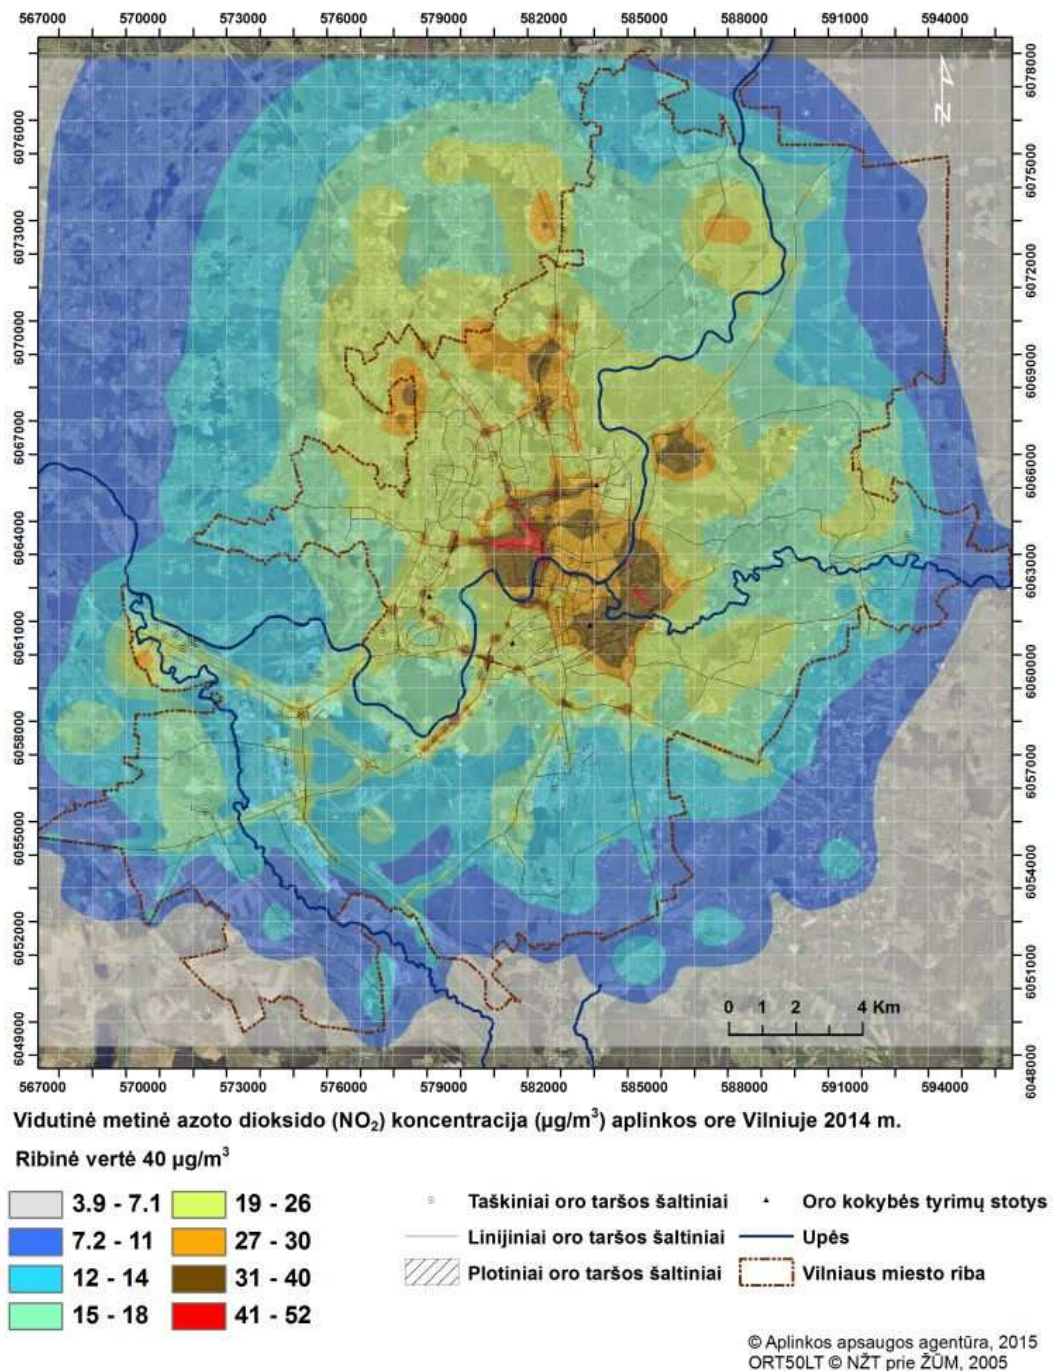 567000 570000 573000 576000 579000 582000 585000 588000 591000 594000
6078000
6076000
6075000
6073000
6072000
6070000
6069000
6067000
6066000
6064000
6063000
6061000
6060000
6058000
6057000
6055000
6054000
6052000
6051000
6049000
6048000
0 1 2 4 Km
567000 570000 573000 576000 579000 582000 585000 588000 591000 594000
Vidutinė metinė azoto dioksido (NO₂) koncentracija (µg/m³) aplinkos ore Vilniuje 2014 m.
Ribinė vertė 40 µg/m³
3.9 - 7.1 19 - 26 Taškiniai oro taršos šaltiniai Oro kokybės tyrimų stotys
7.2 - 11 27 - 30 Linijiniai oro taršos šaltiniai Upės
12 - 14 31 - 40 Plotiniai oro taršos šaltiniai Vilniaus miesto riba
15 - 18 41 - 52
© Aplinkos apsaugos agentūra, 2015
ORT50LT © NŽT prie ŽŪM, 2005